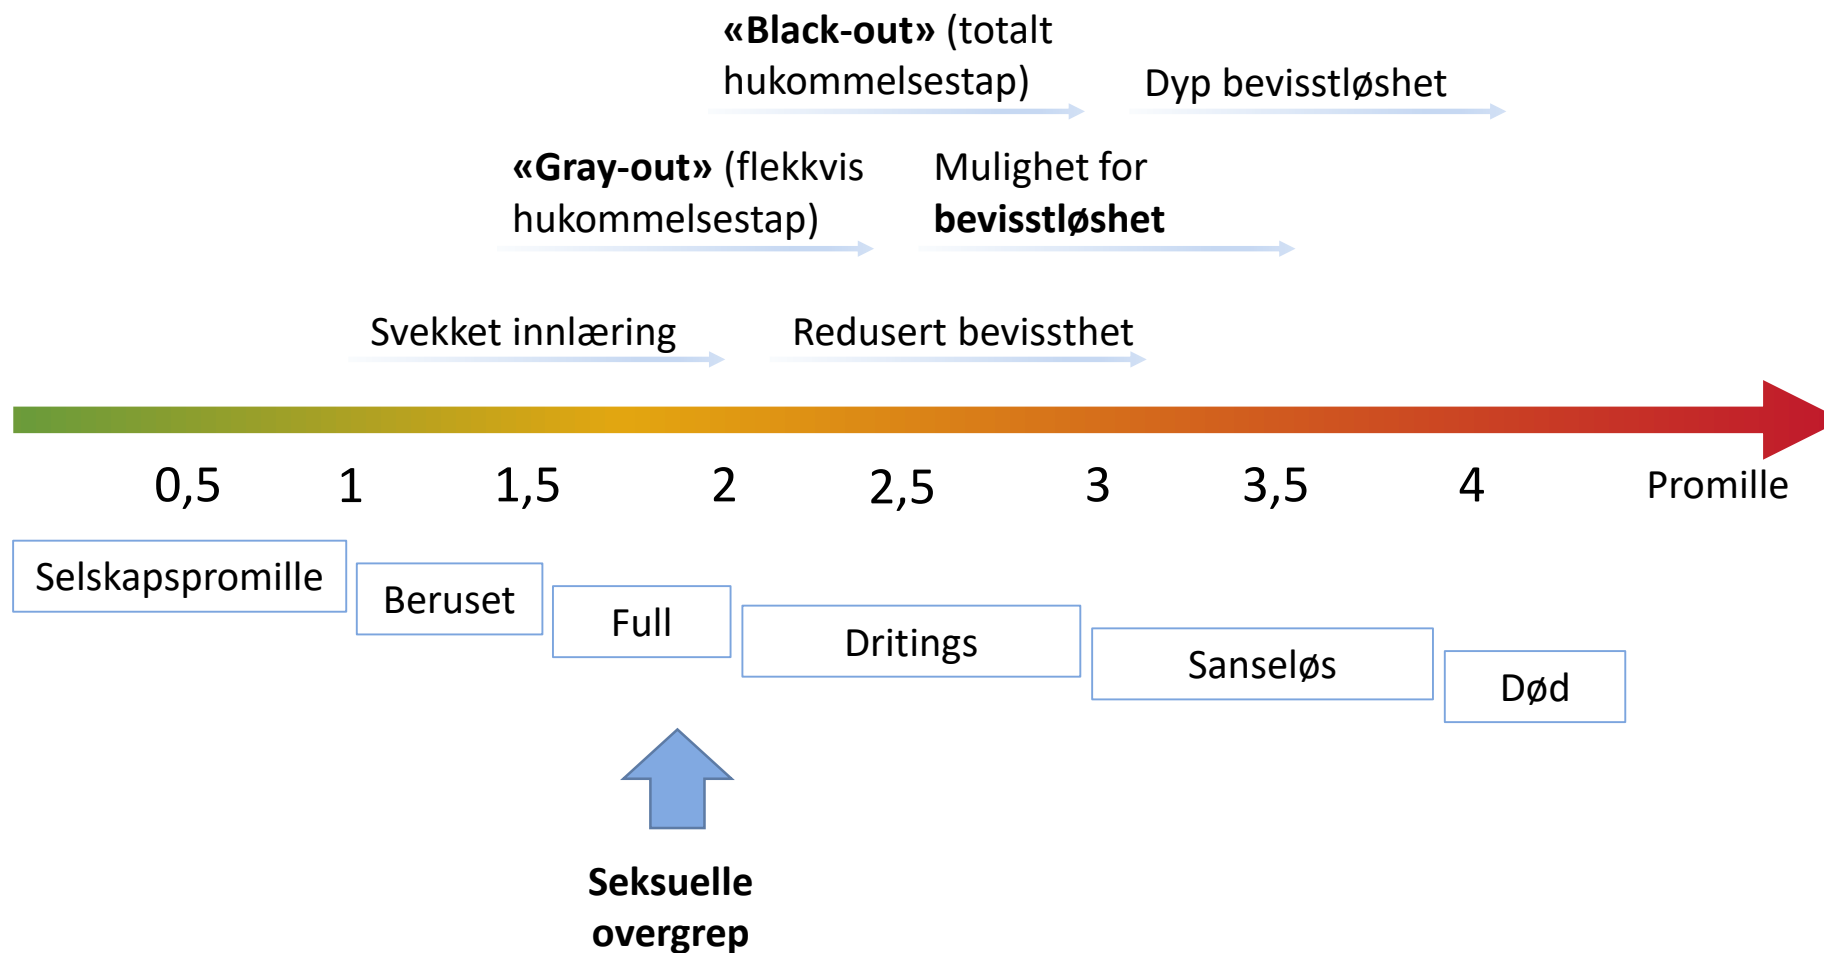 «Black-out» (totalt
hukommelsestap)
Dyp bevisstløshet
«Gray-out» (flekkvis
hukommelsestap)
Mulighet for
bevisstløshet
Svekket innlæring
Redusert bevissthet
0,5 1 1,5 2 2,5 3 3,5 4 Promille
Selskapspromille
Beruset
Full
Dritings
Sanseløs
Død
Seksuelle
overgrep